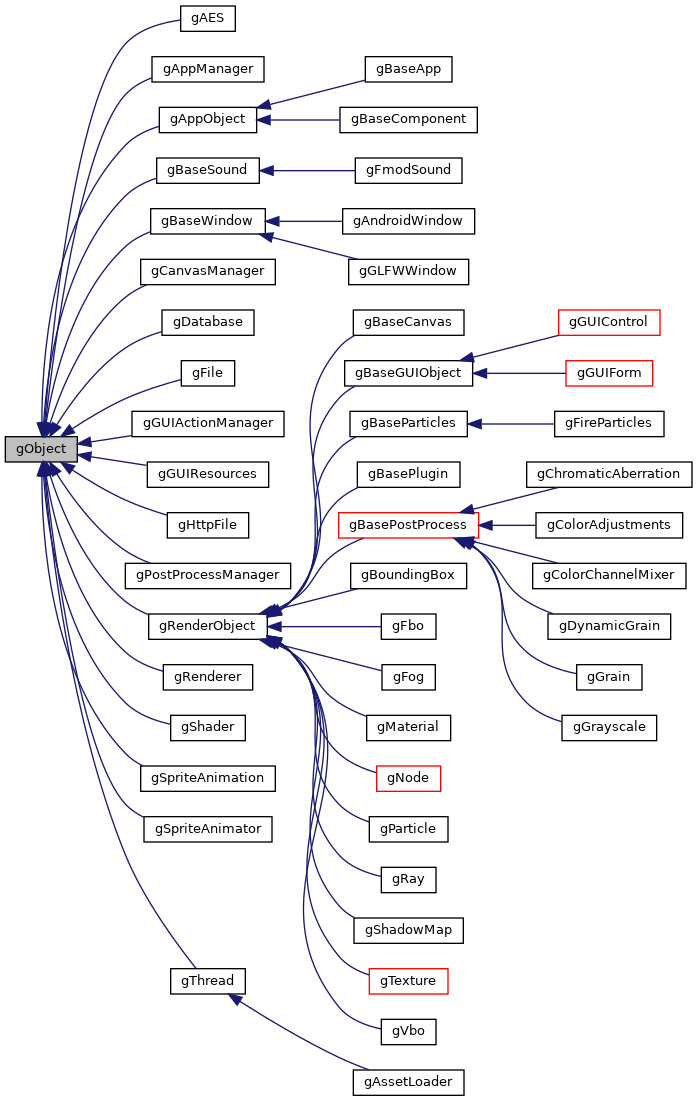 gAES
gAppManager
gBaseApp
gAppObject
gBaseComponent
gBaseSound
gFmodSound
gBaseWindow
gAndroidWindow
gCanvasManager
gGLFWWindow
gDatabase
gBaseCanvas
gGUIControl
gFile
gBaseGUIObject
gGUIForm
gGUIActionManager
gBaseParticles
gFireParticles
gObject
gGUIResources
gBasePlugin
gChromaticAberration
gHttpFile
gBasePostProcess
gColorAdjustments
gPostProcessManager
gBoundingBox
gColorChannelMixer
gRenderObject
gFbo
gDynamicGrain
gRenderer
gFog
gGrain
gShader
gMaterial
gGrayscale
gSpriteAnimation
gNode
gSpriteAnimator
gParticle
gRay
gShadowMap
gThread
gTexture
gVbo
gAssetLoader